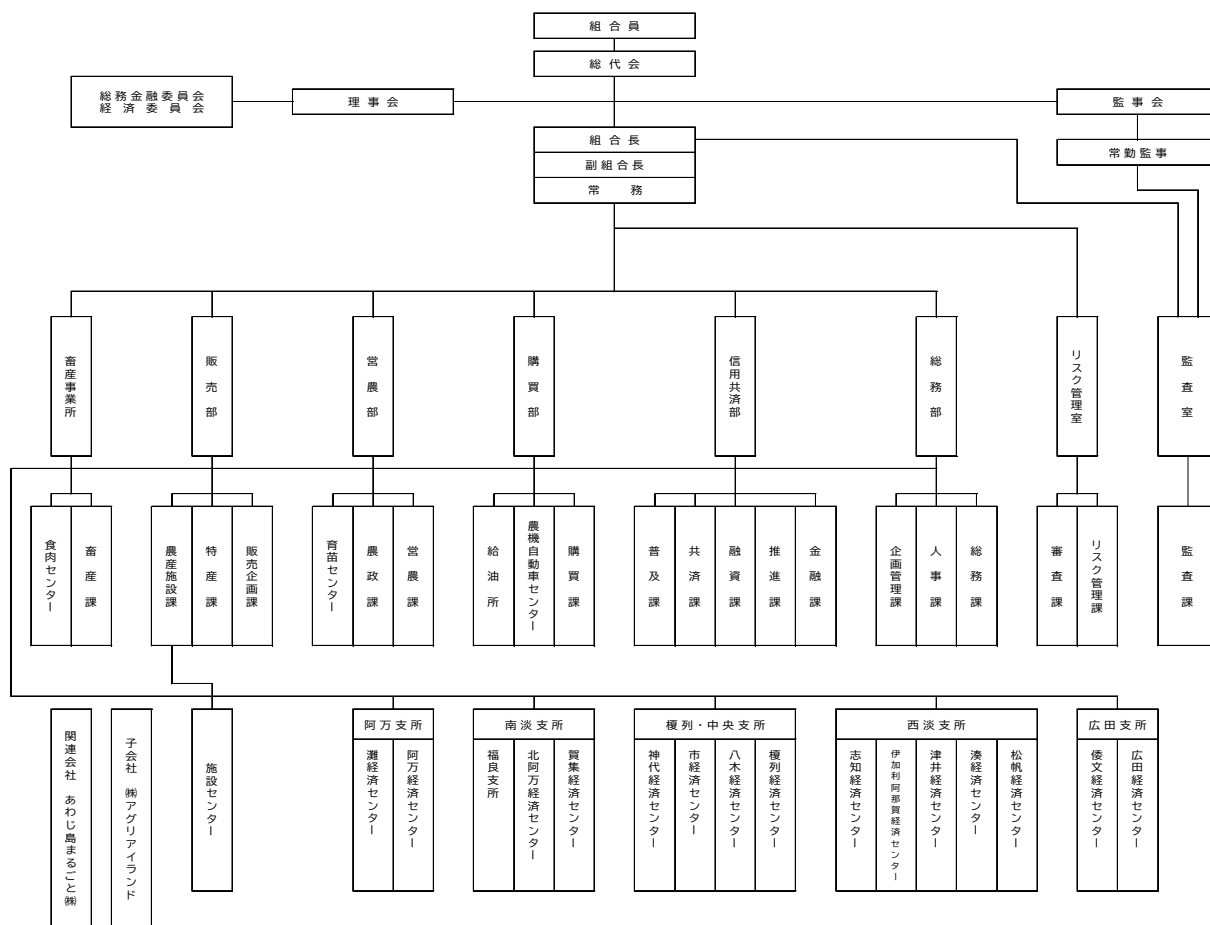 組合員
総代会
総務金融委員会
経済委員会
理事会
監事会
組合長
副組合長
常務
常勤監事
畜産事業所
販売部
営農部
購買部
信用共済部
総務部
リスク管理室
監査室
食肉センター
畜産課
農産施設課
特産課
販売企画課
育苗センター
農政課
営農課
給油所
農機自動車センター
購買課
普及課
共済課
融資課
推進課
金融課
企画管理課
人事課
総務課
審査課
リスク管理課
監査課
関連会社 あわじ島まるごと㈱
子会社 ㈱アグリアイランド
施設センター
阿万支所
灘経済センター
阿万経済センター
南淡支所
福良支所
北阿万経済センター
賀集経済センター
榎列・中央支所
神代経済センター
市経済センター
八木経済センター
榎列経済センター
西淡支所
志知経済センター
伊加利阿那賀経済センター
津井経済センター
湊経済センター
松帆経済センター
広田支所
倭文経済センター
広田経済センター